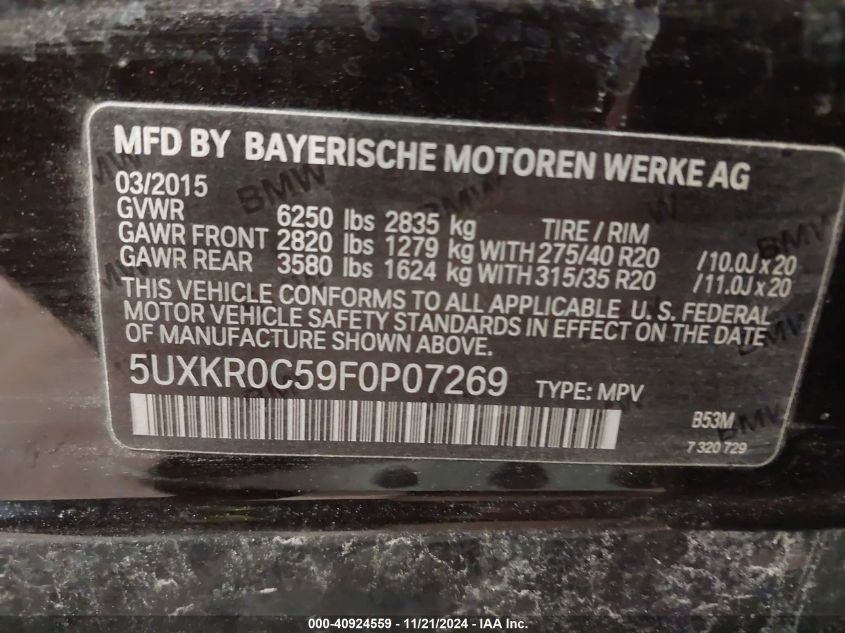 MFD BY BAYERISCHE MOTOREN WERKE AG
03/2015
GVWR 6250 lbs 2835 kg TIRE / RIM
GAWR FRONT 2820 lbs 1279 kg WITH 275/40 R20 / 10.0J x 20
GAWR REAR 3580 lbs 1624 kg WITH 315/35 R20 / 11.0J x 20
THIS VEHICLE CONFORMS TO ALL APPLICABLE U. S. FEDERAL
MOTOR VEHICLE SAFETY STANDARDS IN EFFECT ON THE DATE
OF MANUFACTURE SHOWN ABOVE.
5UXKR0C59F0P07269 TYPE: MPV
B53M
7 320 729
000-40924559 - 11/21/2024 - IAA Inc.